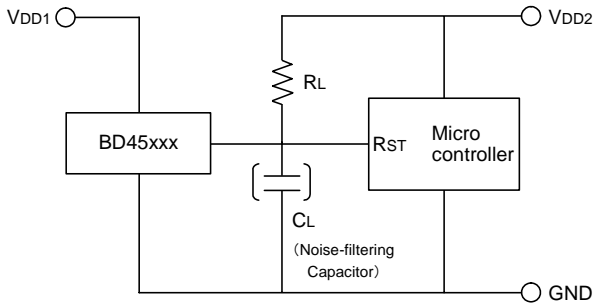 VDD1
VDD2
RL
BD45xxx
RST
Micro
controller
CL
（Noise-filtering
Capacitor）
GND